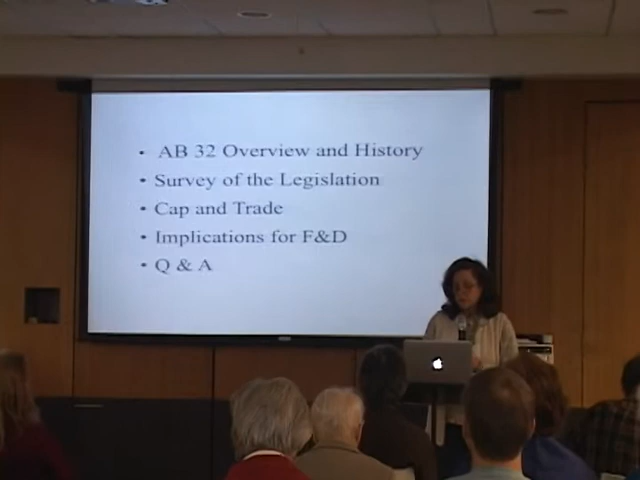 • AB 32 Overview and History
• Survey of the Legislation
• Cap and Trade
• Implications for F&D
• Q & A